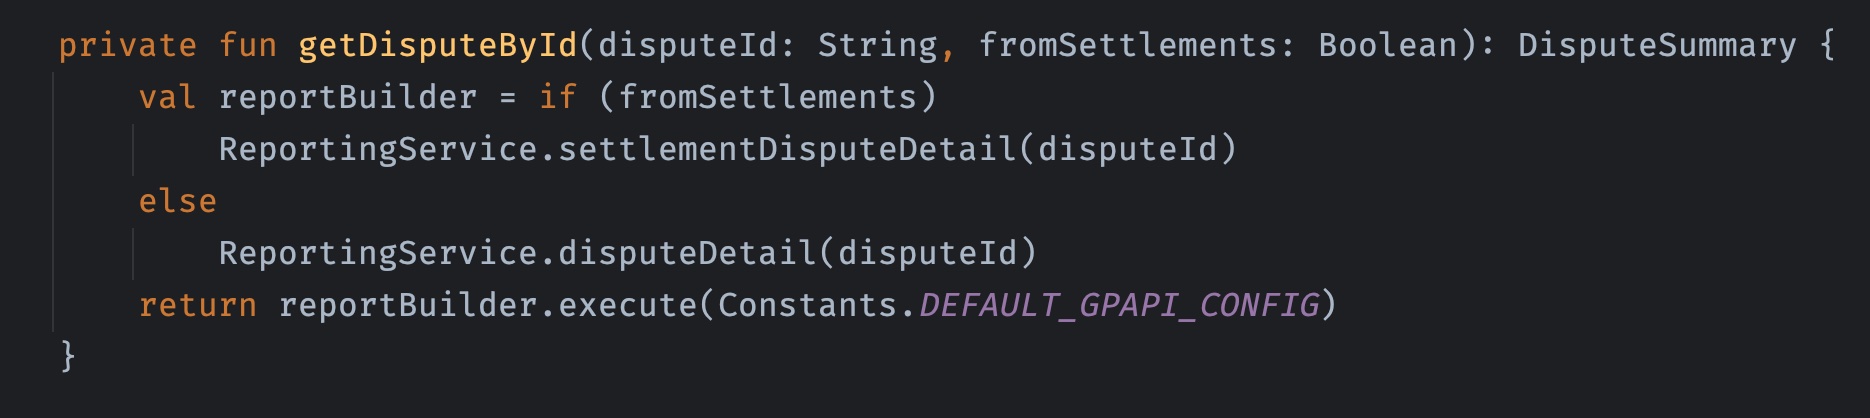 private fun getDisputeById(disputeId: String, fromSettlements: Boolean): DisputeSummary {
    val reportBuilder = if (fromSettlements)
        ReportingService.settlementDisputeDetail(disputeId)
    else
        ReportingService.disputeDetail(disputeId)
    return reportBuilder.execute(Constants.DEFAULT_GPAPI_CONFIG)
}